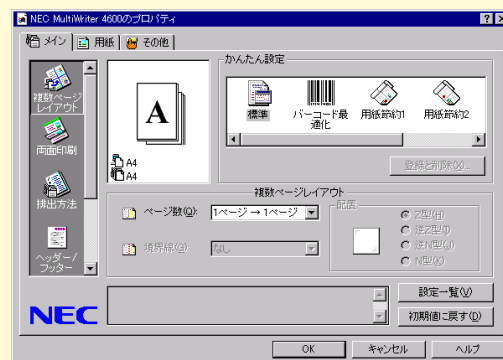 NEC MultiWriter 4600のプロパティ
メイン 用紙 その他
複数ページ
レイアウト
両面印刷
排出方法
ヘッダー/
フッター
A
A4
A4
かんたん設定
標準
バーコード最
適化
用紙節約1
用紙節約2
登録と削除(X)...
複数ページレイアウト
ページ数(Q): 1ページ → 1ページ
境界線(G): なし
配置
Z型(H)
逆Z型(I)
逆N型(J)
N型(K)
NEC
設定一覧(V)
初期値に戻す(D)
OK キャンセル ヘルプ